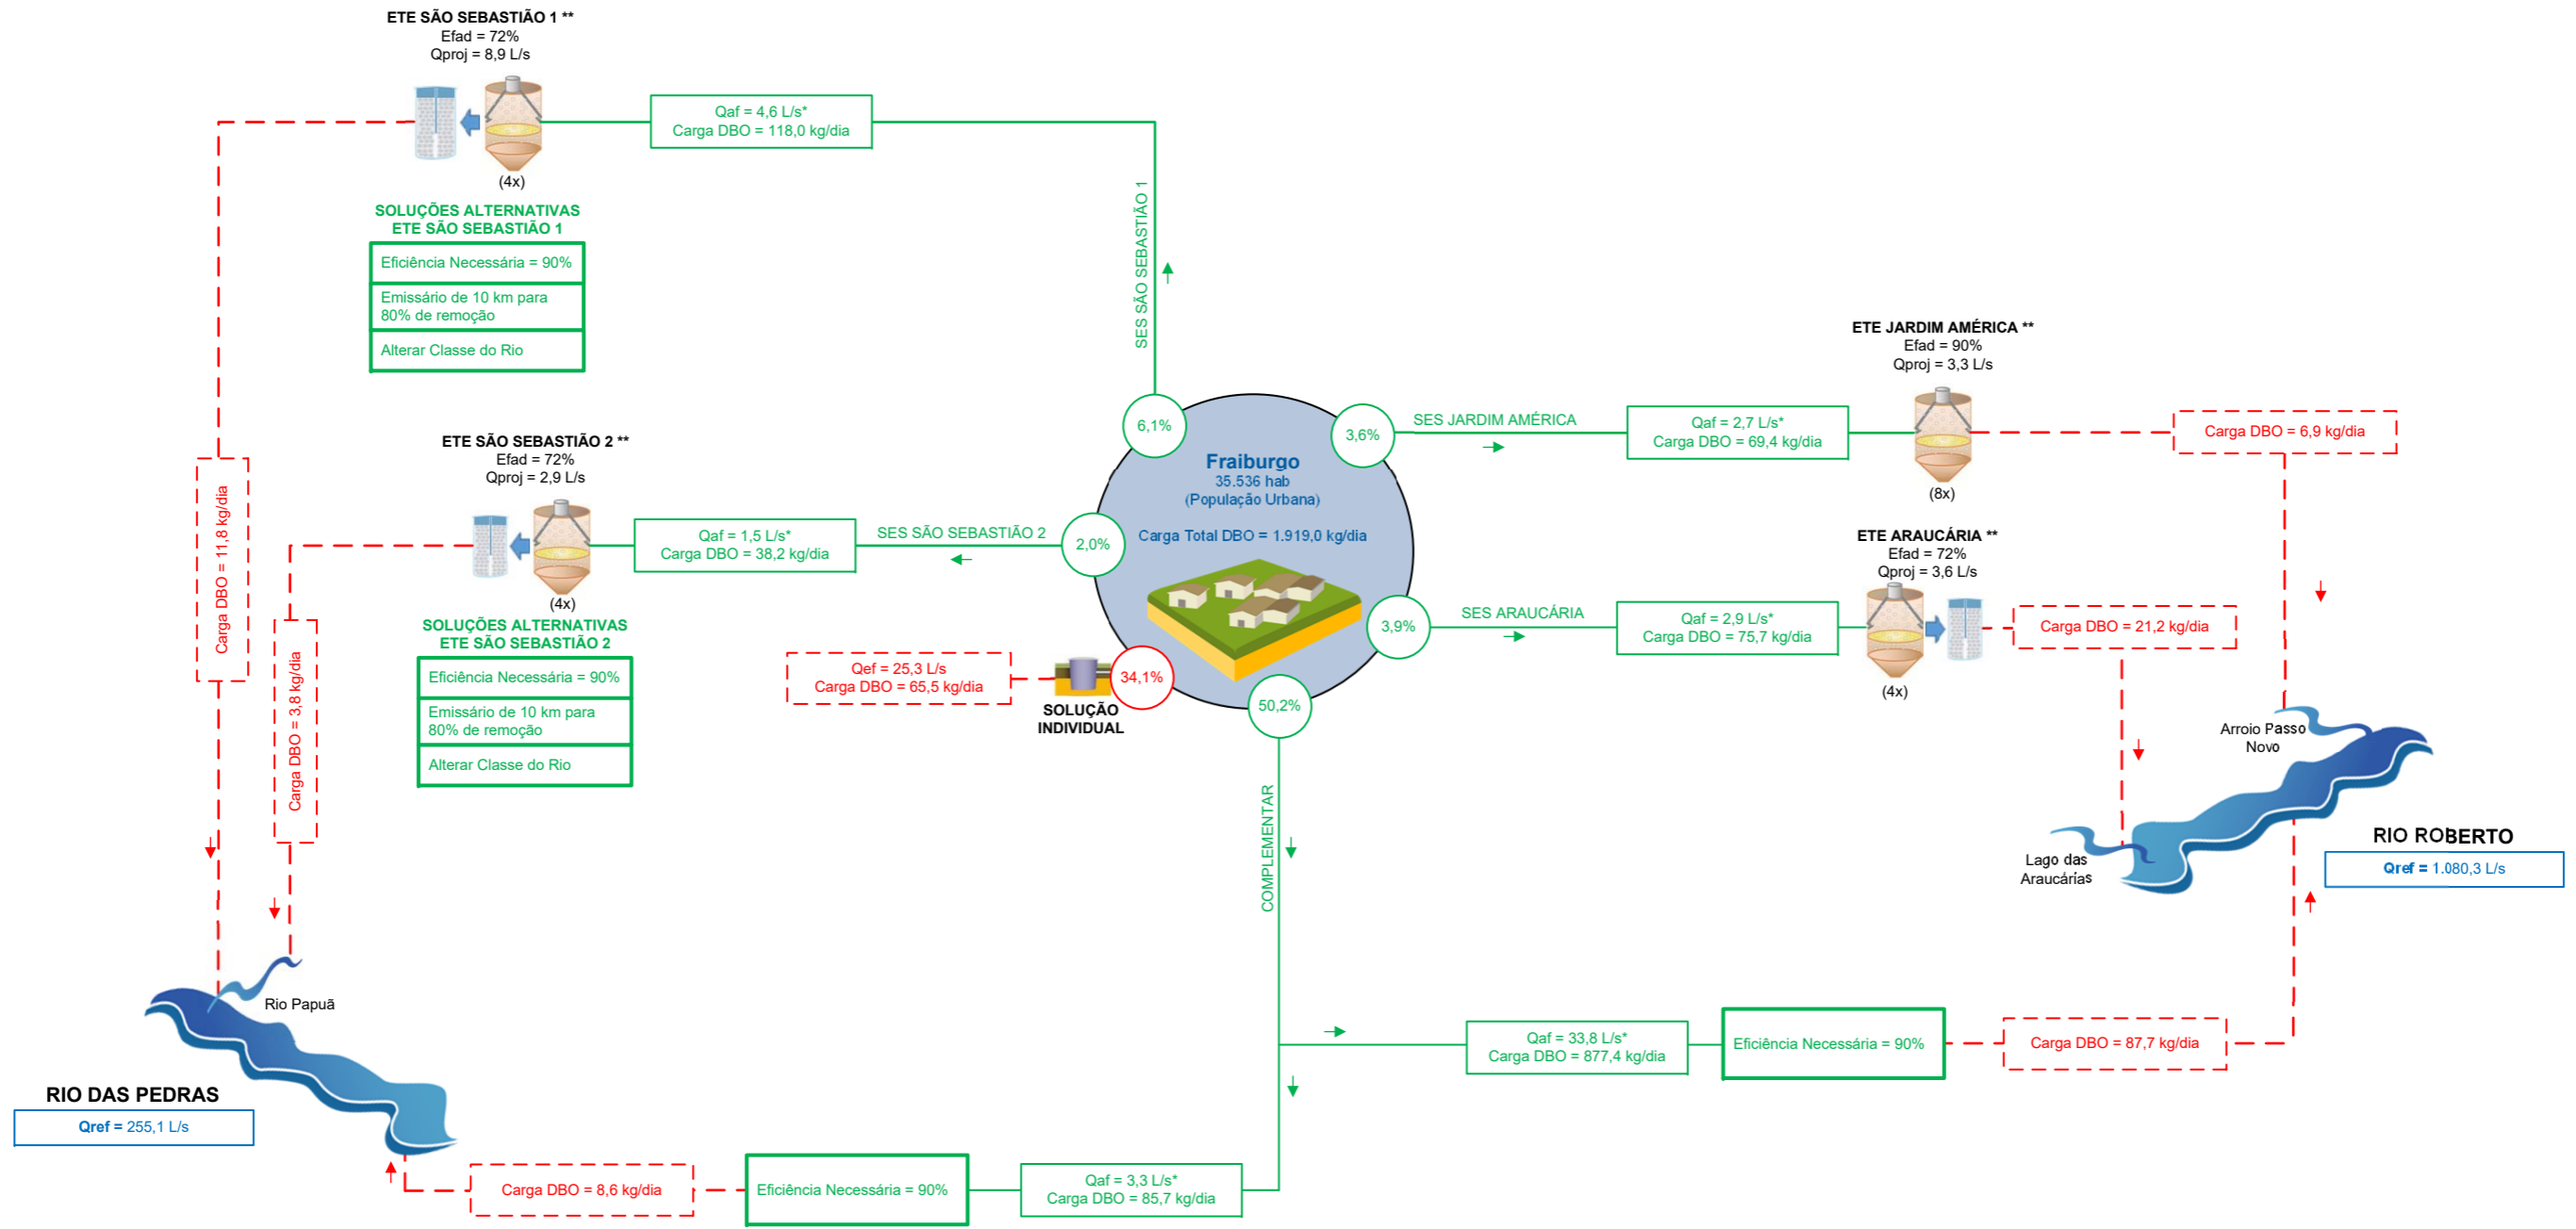 ETE SÃO SEBASTIÃO 1 **
Efad = 72%
Qproj = 8,9 L/s
(4x)
Qaf = 4,6 L/s*
Carga DBO = 118,0 kg/dia
SOLUÇÕES ALTERNATIVAS
ETE SÃO SEBASTIÃO 1
Eficiência Necessária = 90%
Emissário de 10 km para
80% de remoção
Alterar Classe do Rio
SES SÃO SEBASTIÃO 1
ETE SÃO SEBASTIÃO 2 **
Efad = 72%
Qproj = 2,9 L/s
(4x)
Qaf = 1,5 L/s*
Carga DBO = 38,2 kg/dia
SES SÃO SEBASTIÃO 2
SOLUÇÕES ALTERNATIVAS
ETE SÃO SEBASTIÃO 2
Eficiência Necessária = 90%
Emissário de 10 km para
80% de remoção
Alterar Classe do Rio
Carga DBO = 11,8 kg/dia
Carga DBO = 3,8 kg/dia
6,1%
3,6%
2,0%
3,9%
34,1%
50,2%
Fraiburgo
35.536 hab
(População Urbana)
Carga Total DBO = 1.919,0 kg/dia
Qef = 25,3 L/s
Carga DBO = 65,5 kg/dia
SOLUÇÃO
INDIVIDUAL
SES JARDIM AMÉRICA
Qaf = 2,7 L/s*
Carga DBO = 69,4 kg/dia
ETE JARDIM AMÉRICA **
Efad = 90%
Qproj = 3,3 L/s
(8x)
Carga DBO = 6,9 kg/dia
SES ARAUCÁRIA
Qaf = 2,9 L/s*
Carga DBO = 75,7 kg/dia
ETE ARAUCÁRIA **
Efad = 72%
Qproj = 3,6 L/s
(4x)
Carga DBO = 21,2 kg/dia
Arroio Passo
Novo
Lago das
Araucárías
RIO ROBERTO
Qref = 1.080,3 L/s
COMPLEMENTAR
Qaf = 33,8 L/s*
Carga DBO = 877,4 kg/dia
Eficiência Necessária = 90%
Carga DBO = 87,7 kg/dia
Rio Papuã
RIO DAS PEDRAS
Qref = 255,1 L/s
Carga DBO = 8,6 kg/dia
Eficiência Necessária = 90%
Qaf = 3,3 L/s*
Carga DBO = 85,7 kg/dia